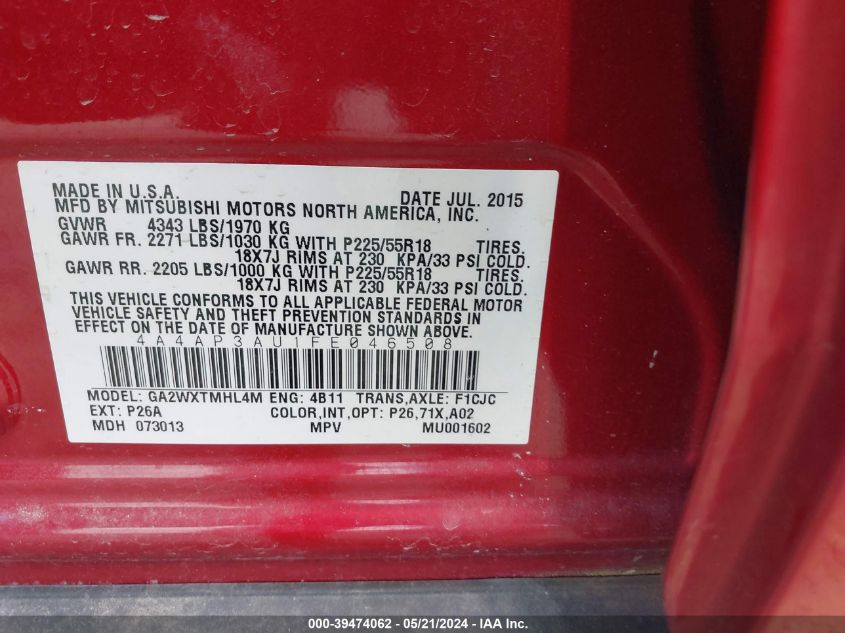 MADE IN U.S.A. DATE JUL. 2015
MFD BY MITSUBISHI MOTORS NORTH AMERICA, INC.
GVWR 4343 LBS/1970 KG
GAWR FR. 2271 LBS/1030 KG WITH P225/55R18 TIRES.
18X7J RIMS AT 230 KPA/33 PSI COLD.
GAWR RR. 2205 LBS/1000 KG WITH P225/55R18 TIRES.
18X7J RIMS AT 230 KPA/33 PSI COLD.
THIS VEHICLE CONFORMS TO ALL APPLICABLE FEDERAL MOTOR
VEHICLE SAFETY AND THEFT PREVENTION STANDARDS IN
EFFECT ON THE DATE OF MANUFACTURE SHOWN ABOVE.
4A4AP3AU1FE046508
MODEL: GA2WXTMHL4M ENG: 4B11 TRANS,AXLE: F1CJC
EXT: P26A COLOR,INT,OPT: P26,71X,A02
MDH 073013 MPV MU001602
000-39474062 - 05/21/2024 - IAA Inc.